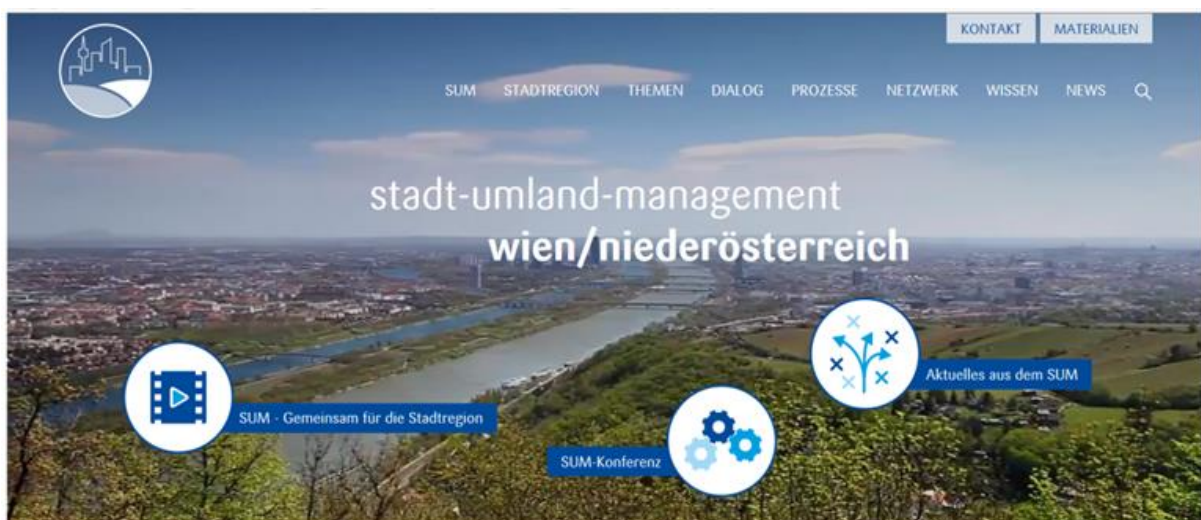 KONTAKT MATERIALIEN
SUM STADTREGION THEMEN DIALOG PROZESSE NETZWERK WISSEN NEWS
stadt-umland-management
wien/niederösterreich
Aktuelles aus dem SUM
SUM - Gemeinsam für die Stadtregion
SUM-Konferenz